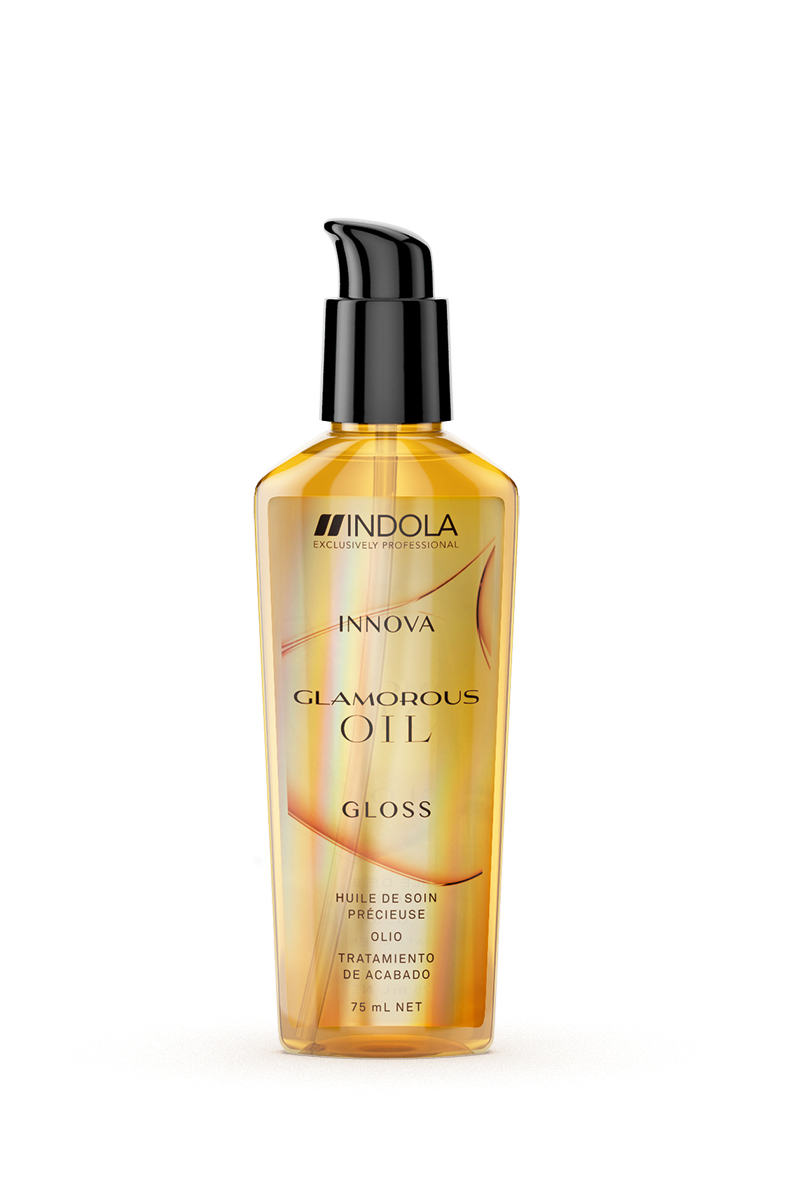 INDOLA
EXCLUSIVELY PROFESSIONAL
INNOVA
GLAMOROUS
OIL
GLOSS
HUILE DE SOIN
PRÉCIEUSE
OLIO
TRATAMIENTO
DE ACABADO
75 mL NET